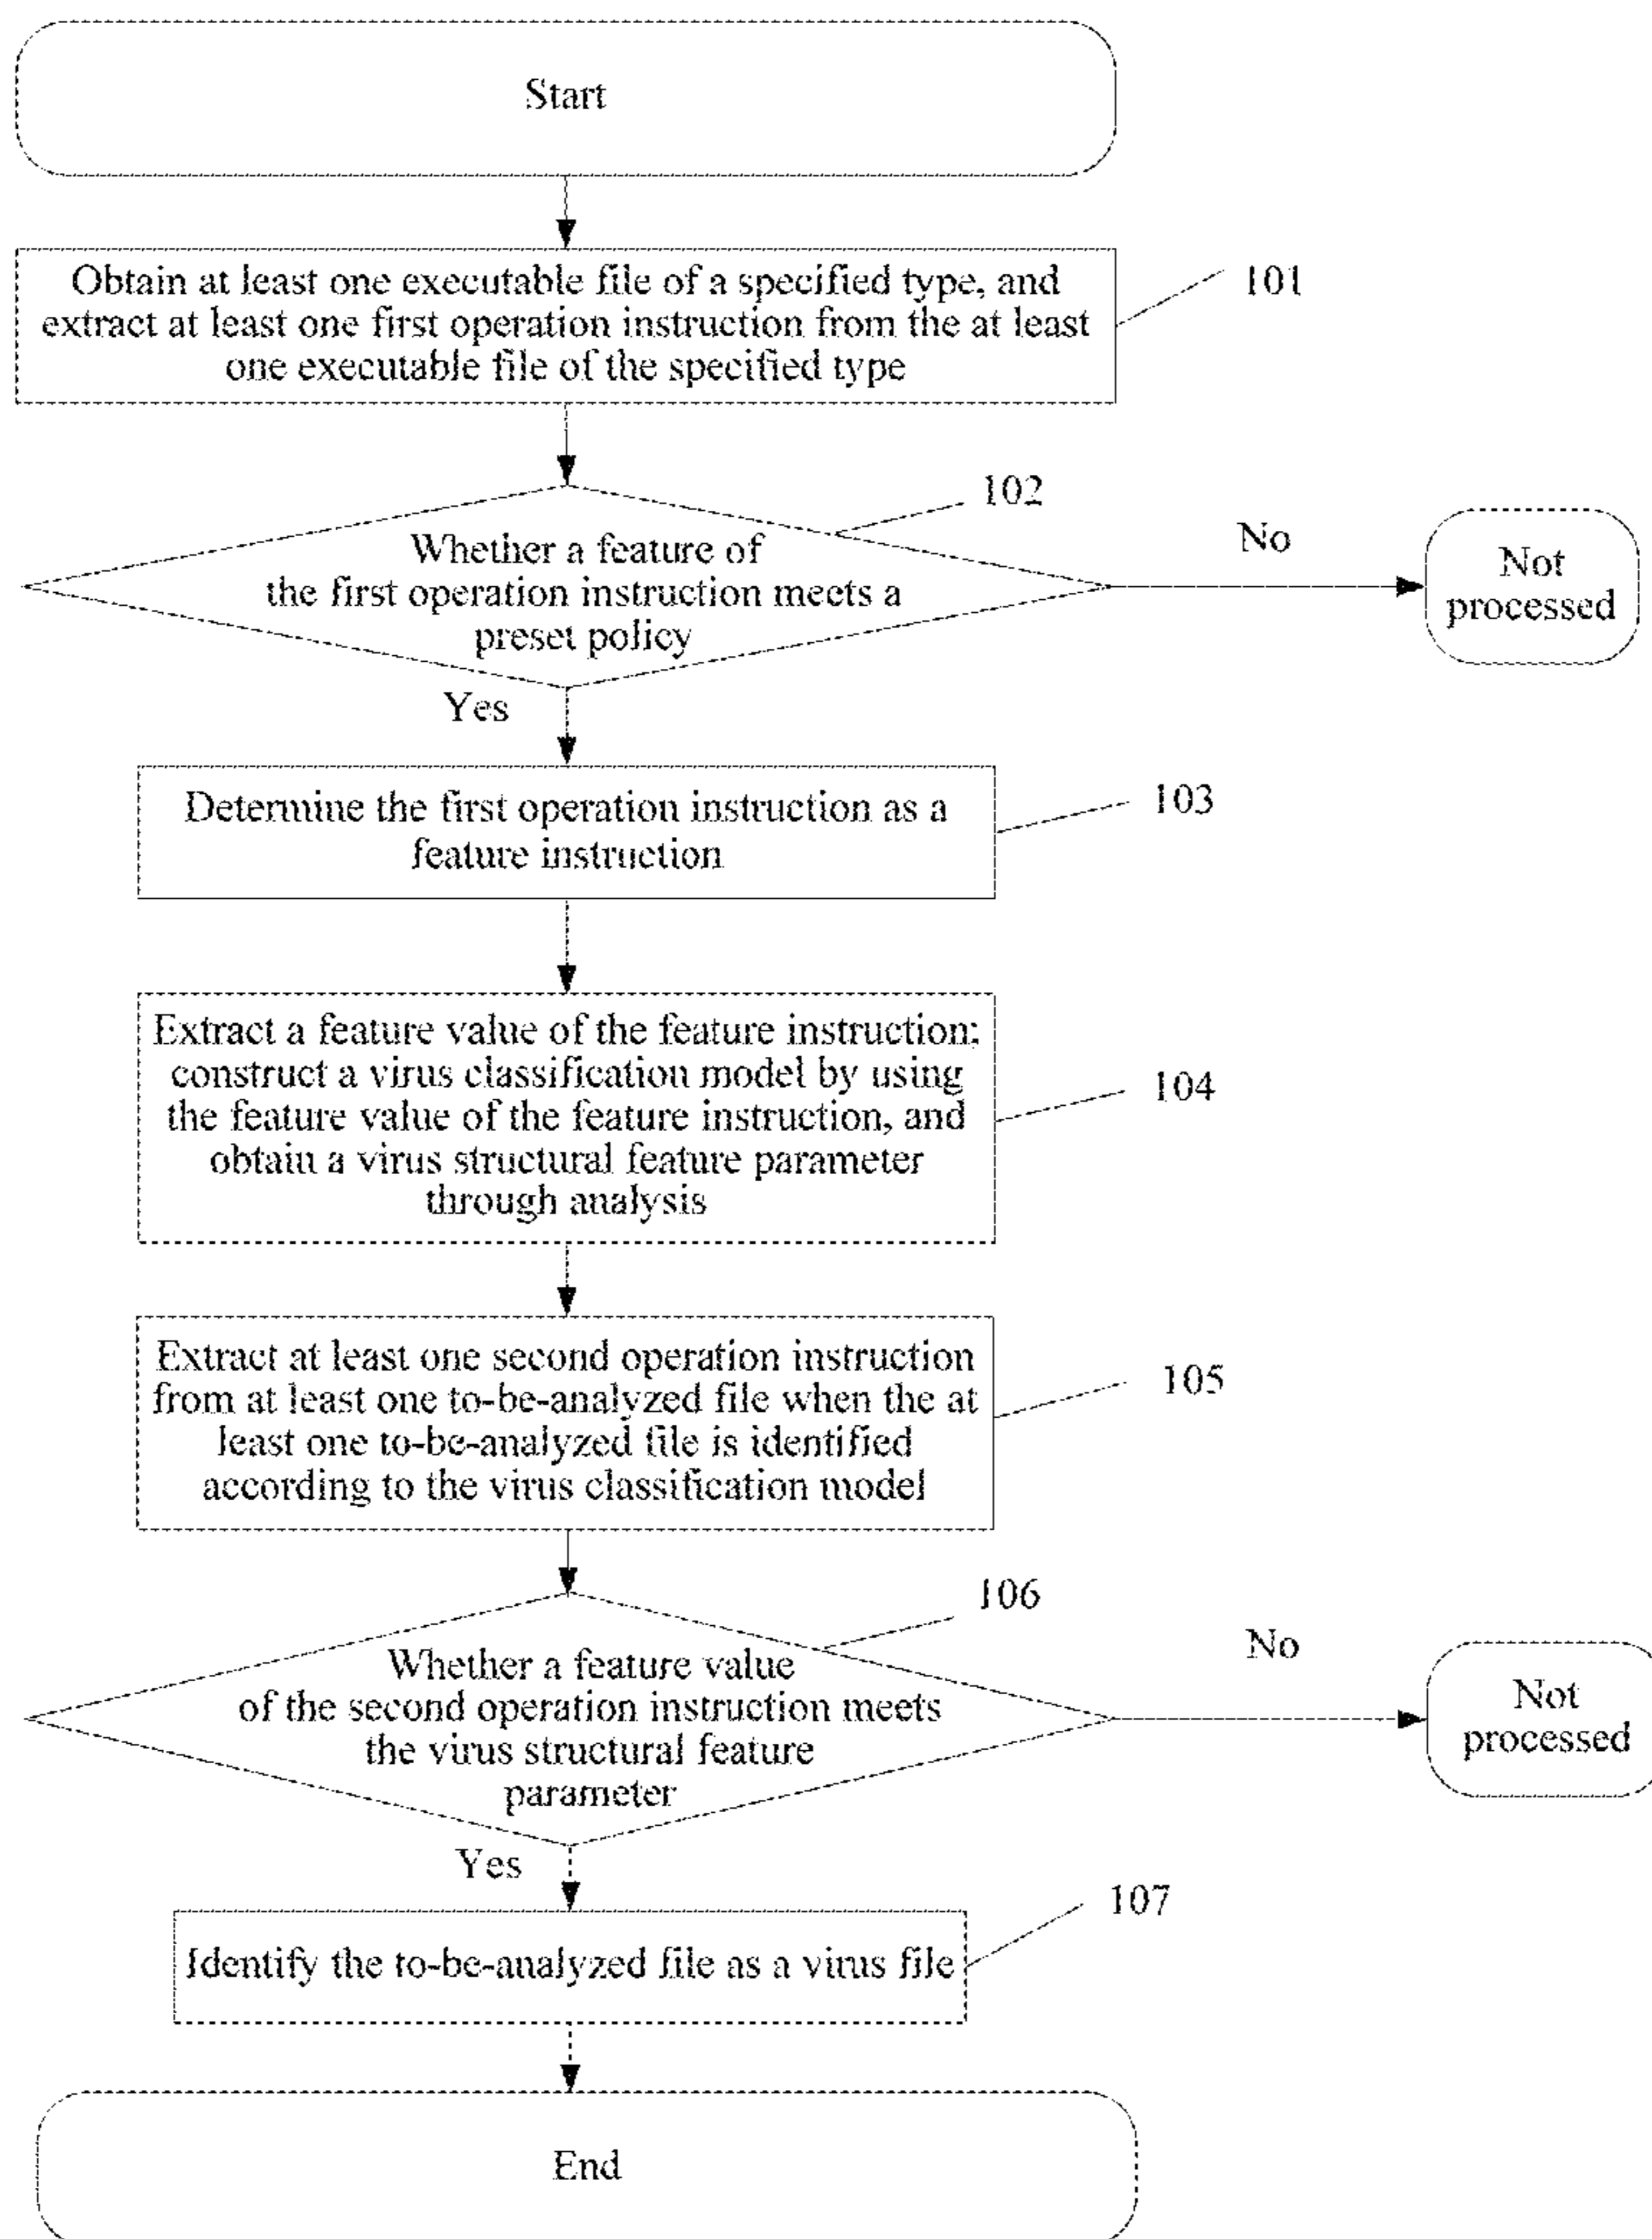 Start
Obtain at least one executable file of a specified type, and
extract at least one first operation instruction from the at least
one executable file of the specified type
101
102
Whether a feature of
the first operation instruction meets a
preset policy
No
Not
processed
Yes
Determine the first operation instruction as a
feature instruction
103
Extract a feature value of the feature instruction;
construct a virus classification model by using
the feature value of the feature instruction, and
obtain a virus structural feature parameter
through analysis
104
Extract at least one second operation instruction
from at least one to-be-analyzed file when the at
least one to-be-analyzed file is identified
according to the virus classification model
105
106
Whether a feature value
of the second operation instruction meets
the virus structural feature
parameter
No
Not
processed
Yes
107
Identify the to-be-analyzed file as a virus file
End